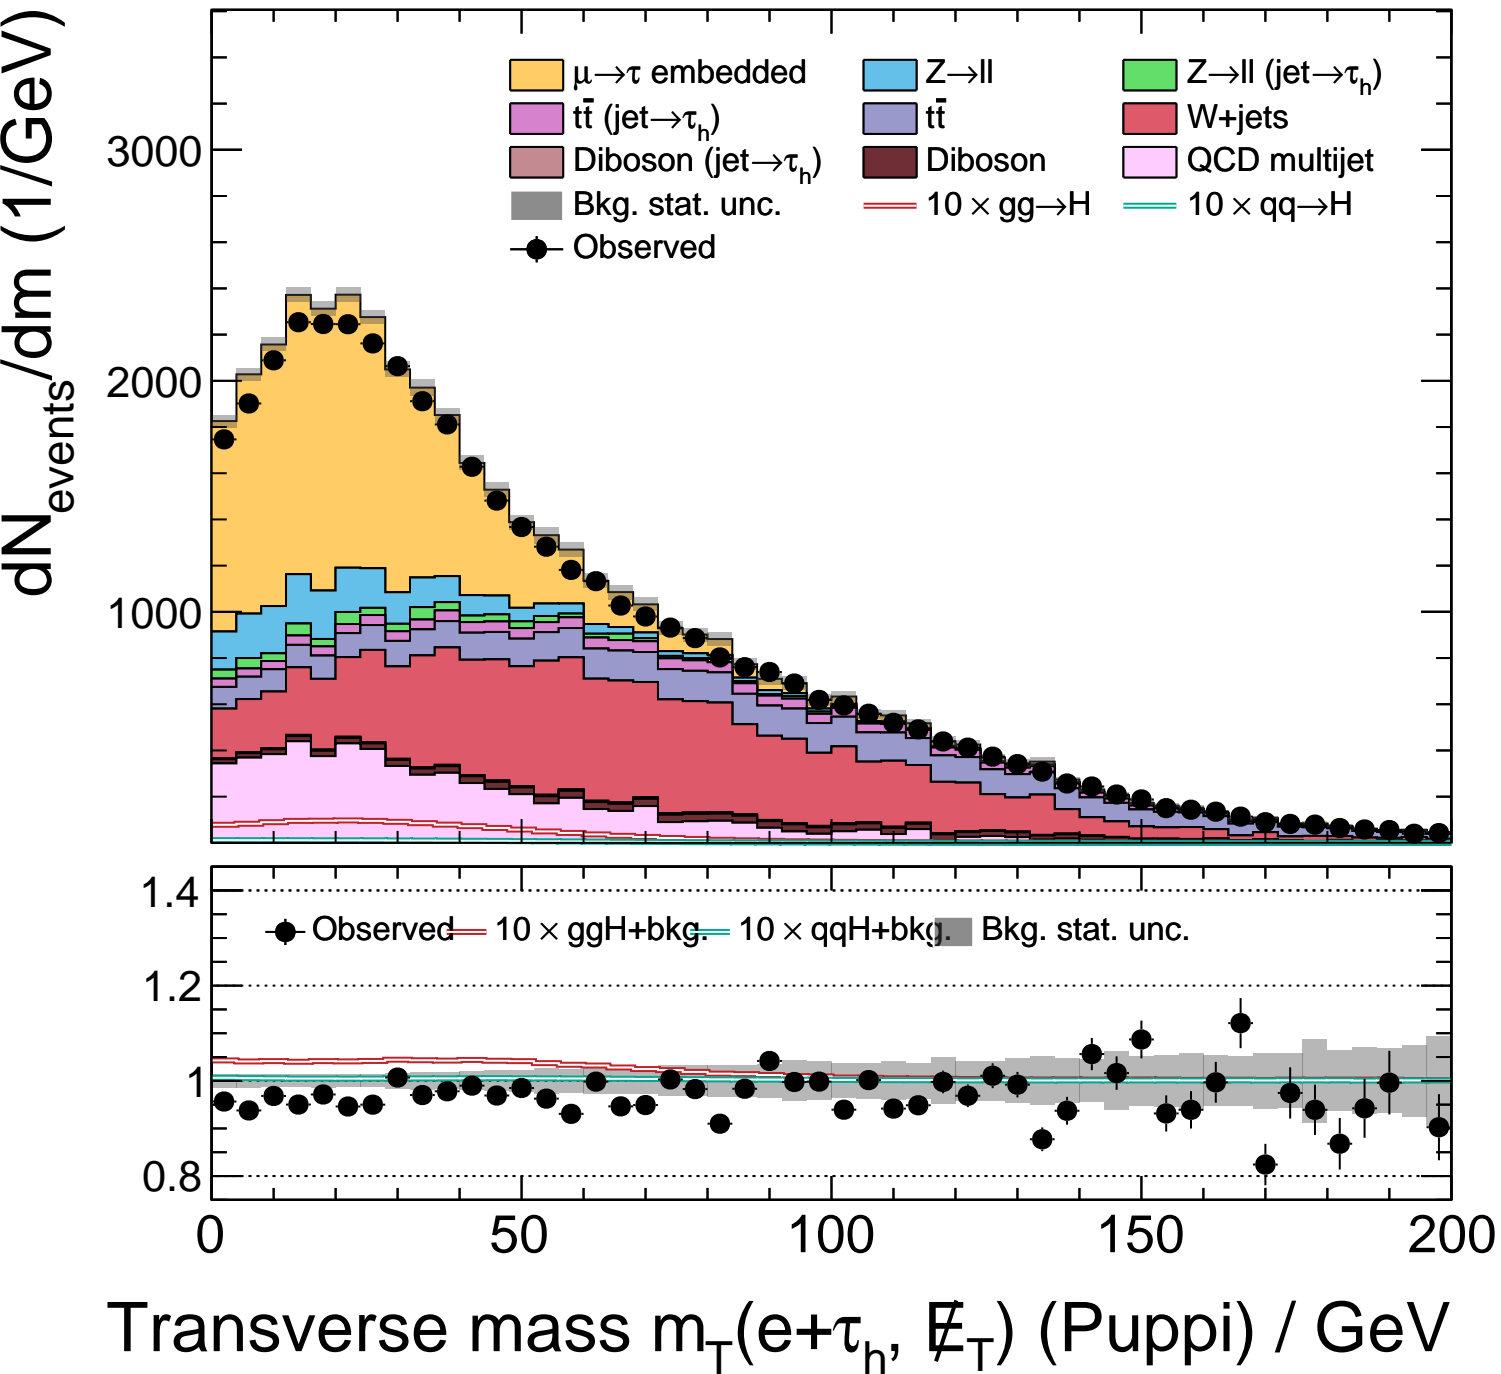 dN_events/dm (1/GeV)
3000
2000
1000
μ→τ embedded
Z→ll
Z→ll (jet→τ_h)
tt̄ (jet→τ_h)
tt̄
W+jets
Diboson (jet→τ_h)
Diboson
QCD multijet
Bkg. stat. unc.
10 × gg→H
10 × qq→H
Observed
1.4
1.2
1
0.8
Observed
10 × ggH+bkg.
10 × qqH+bkg.
Bkg. stat. unc.
0 50 100 150 200
Transverse mass m_T(e+τ_h, E̸_T) (Puppi) / GeV